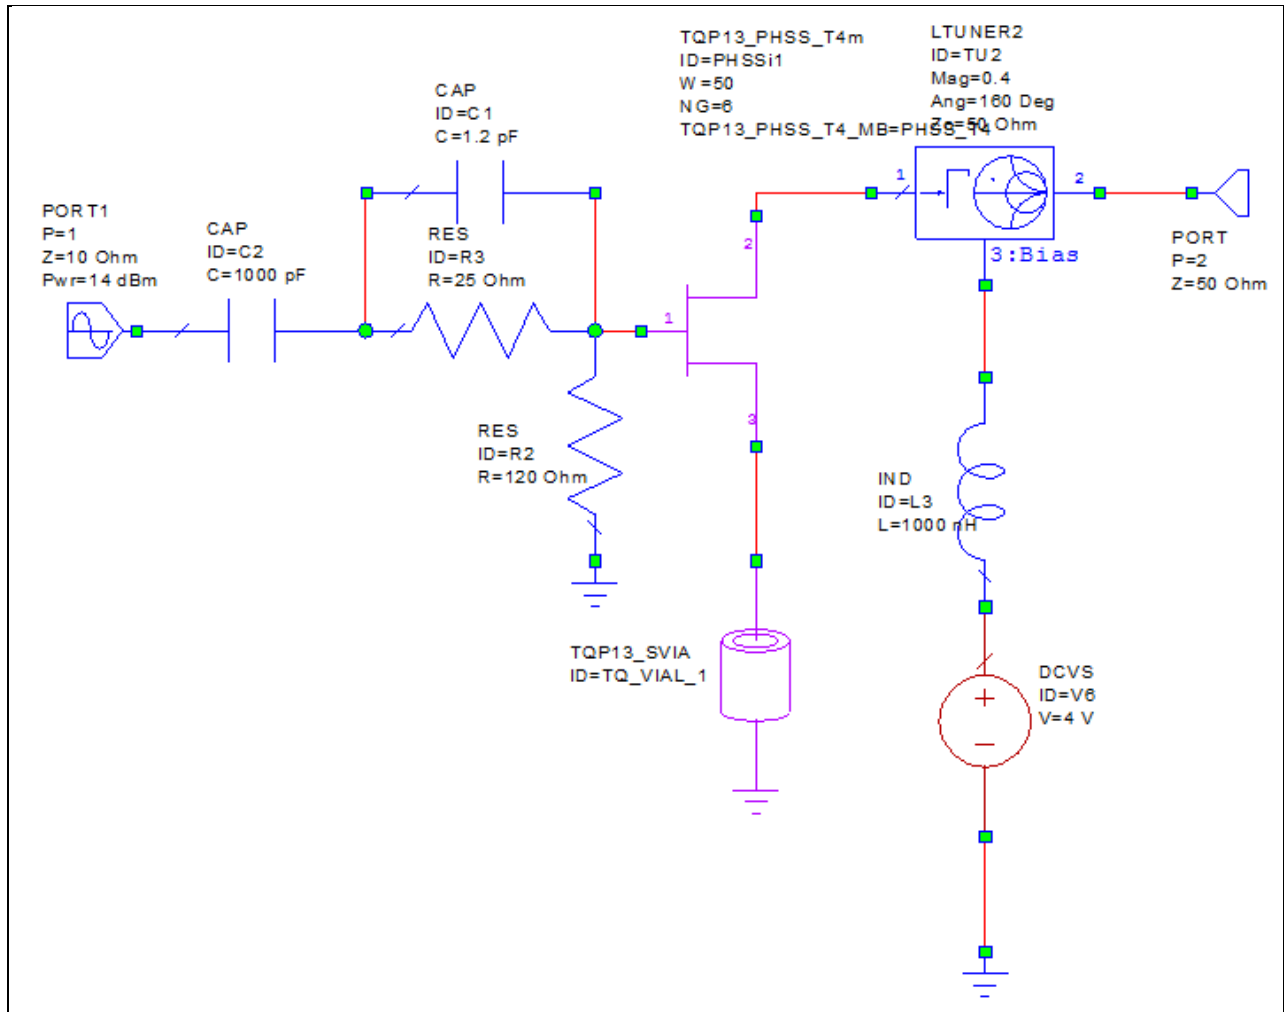 TQP13_PHSS_T4m
ID=PHSSi1
W=50
NG=6
TQP13_PHSS_T4_MB=PHSS_T4
LTUNER2
ID=TU2
Mag=0.4
Ang=160 Deg
Zo=50 Ohm
CAP
ID=C1
C=1.2 pF
PORT1
P=1
Z=10 Ohm
Pwr=14 dBm
CAP
ID=C2
C=1000 pF
RES
ID=R3
R=25 Ohm
1
2
3
1
2
3:Bias
PORT
P=2
Z=50 Ohm
RES
ID=R2
R=120 Ohm
IND
ID=L3
L=1000 nH
TQP13_SVIA
ID=TQ_VIAL_1
DCVS
ID=V6
V=4 V